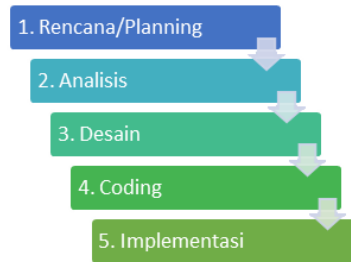 1. Rencana/Planning
2. Analisis
3. Desain
4. Coding
5. Implementasi